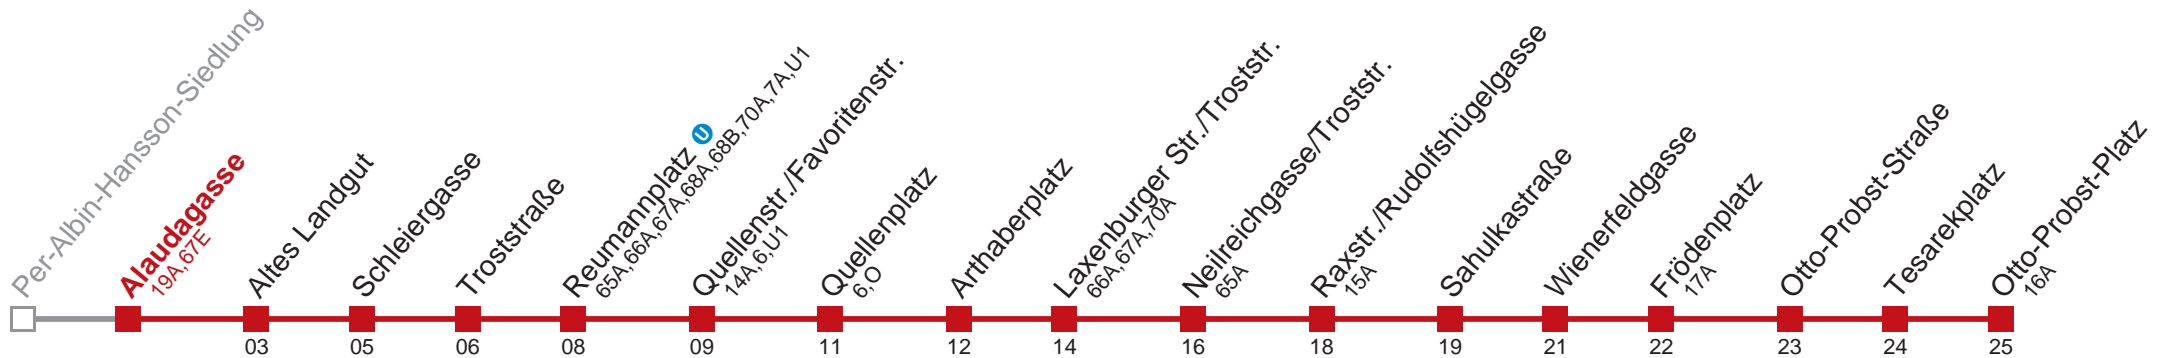 Per-Albin-Hansson-Siedlung
Alaudagasse
19A,67E
Altes Landgut
Schleiergasse
Troststraße
Reumannplatz U
65A,66A,67A,68A,68B,70A,7A,U1
Quellenstr./Favoritenstr.
14A,6,U1
Quellenplatz
6,O
Arthaberplatz
Laxenburger Str./Troststr.
66A,67A,70A
Neilreichgasse/Troststr.
65A
Raxstr./Rudolfshügelgasse
15A
Sahulkastraße
Wienerfeldgasse
Frödenplatz
17A
Otto-Probst-Straße
Tesarekplatz
Otto-Probst-Platz
16A
03 05 06 08 09 11 12 14 16 18 19 21 22 23 24 25